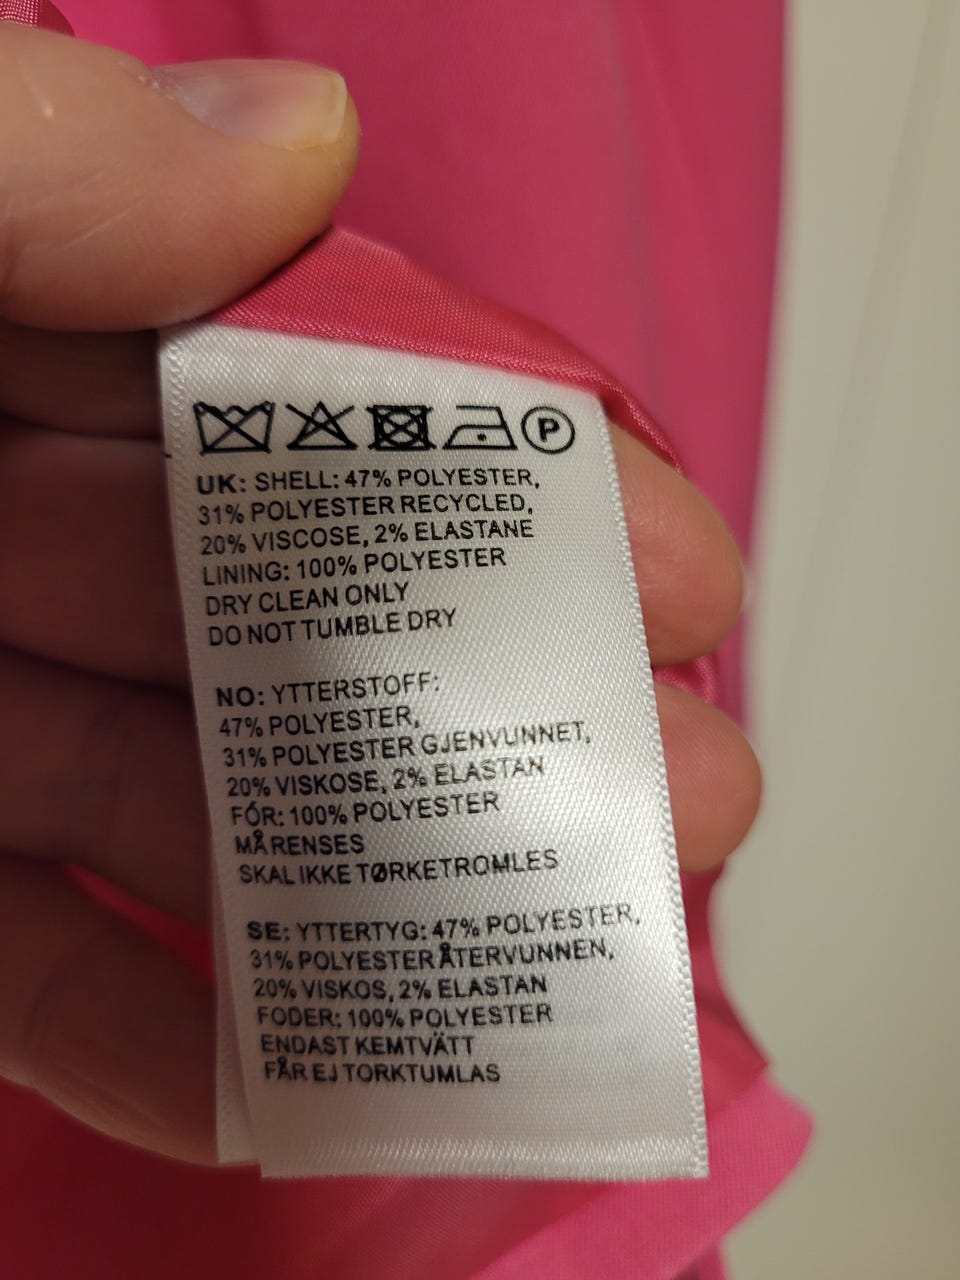 P
UK: SHELL: 47% POLYESTER,
31% POLYESTER RECYCLED,
20% VISCOSE, 2% ELASTANE
LINING: 100% POLYESTER
DRY CLEAN ONLY
DO NOT TUMBLE DRY
NO: YTTERSTOFF:
47% POLYESTER,
31% POLYESTER GJENVUNNET,
20% VISKOSE, 2% ELASTAN
FÓR: 100% POLYESTER
MÅ RENSES
SKAL IKKE TØRKETROMLES
SE: YTTERTYG: 47% POLYESTER,
31% POLYESTER ÅTERVUNNEN,
20% VISKOS, 2% ELASTAN
FODER: 100% POLYESTER
ENDAST KEMTVÄTT
FÅR EJ TORKTUMLAS